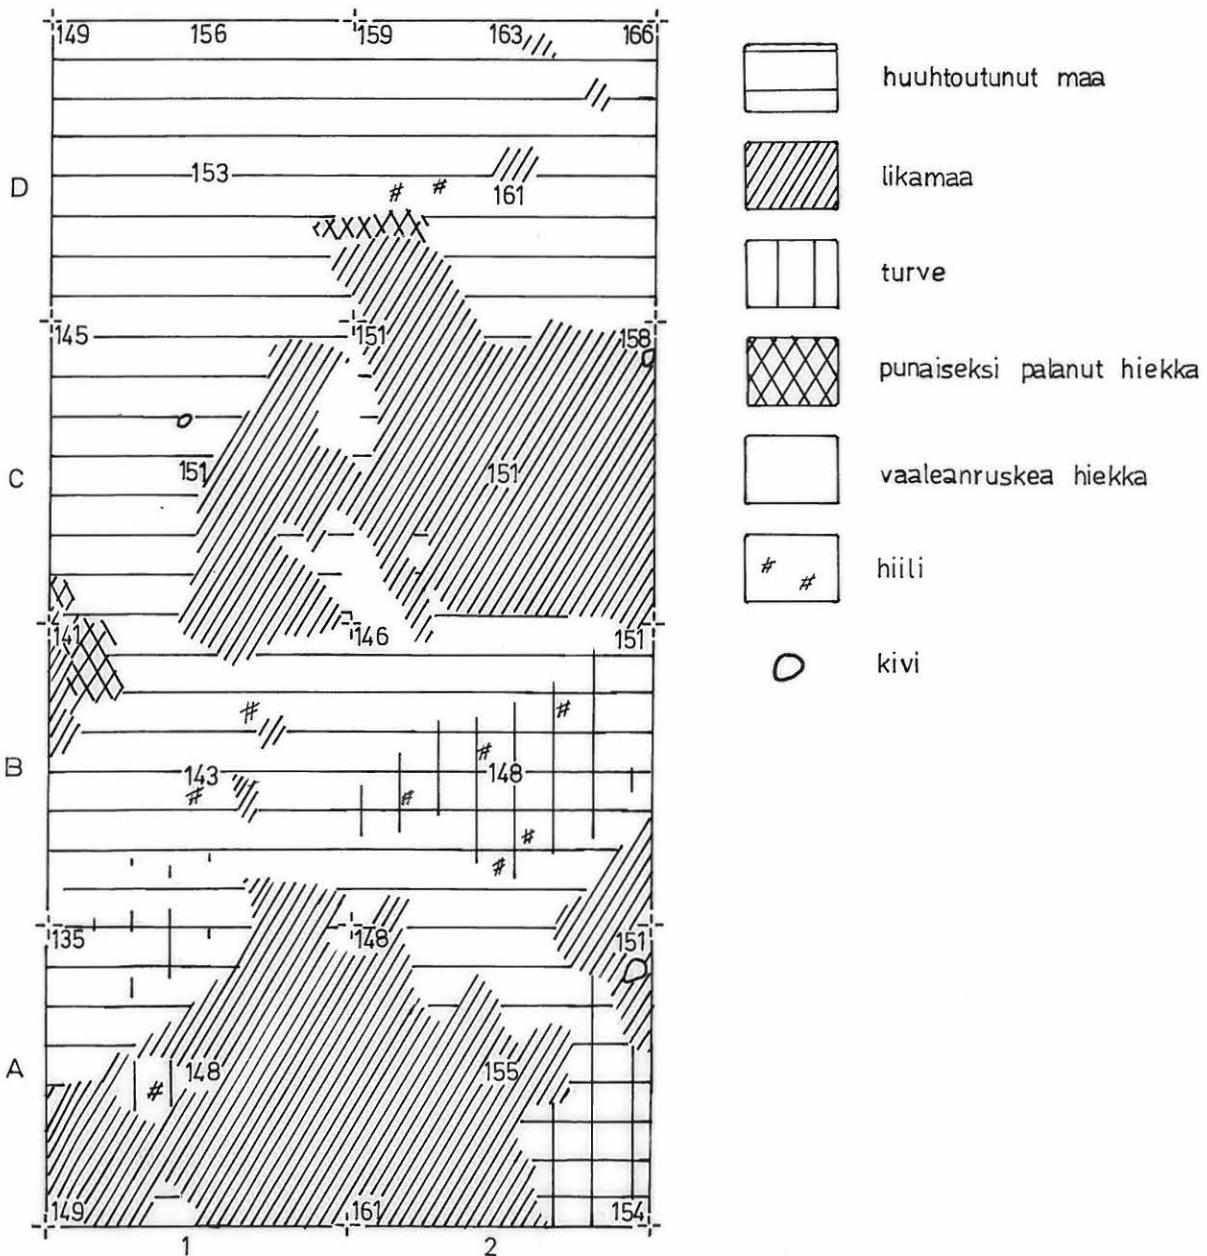 149 156 159 163 166
153
161
D
145 151 158
151 151
C
141 146 151
143 148
B
135 148 151
148 155
A
149 161 154
1 2
huuhtoutunut maa
likamaa
turve
punaiseksi palanut hiekka
vaaleanruskea hiekka
hiili
kivi